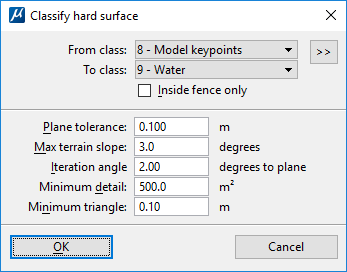 Classify hard surface
From class: 8 - Model keypoints >>
To class: 9 - Water
Inside fence only
Plane tolerance: 0.100 m
Max terrain slope: 3.0 degrees
Iteration angle 2.00 degrees to plane
Minimum detail: 500.0 m²
Minimum triangle: 0.10 m
OK Cancel